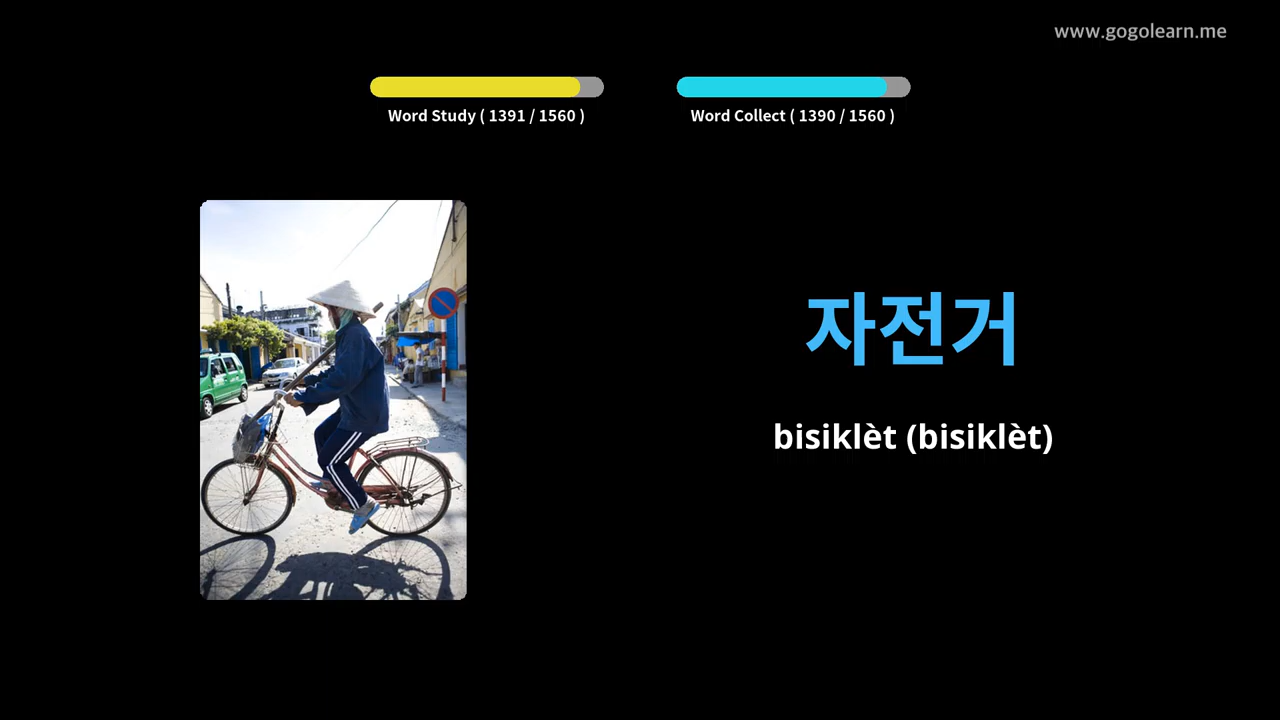 www.gogolearn.me
Word Study ( 1391 / 1560 )
Word Collect ( 1390 / 1560 )
자전거
bisiklèt (bisiklèt)